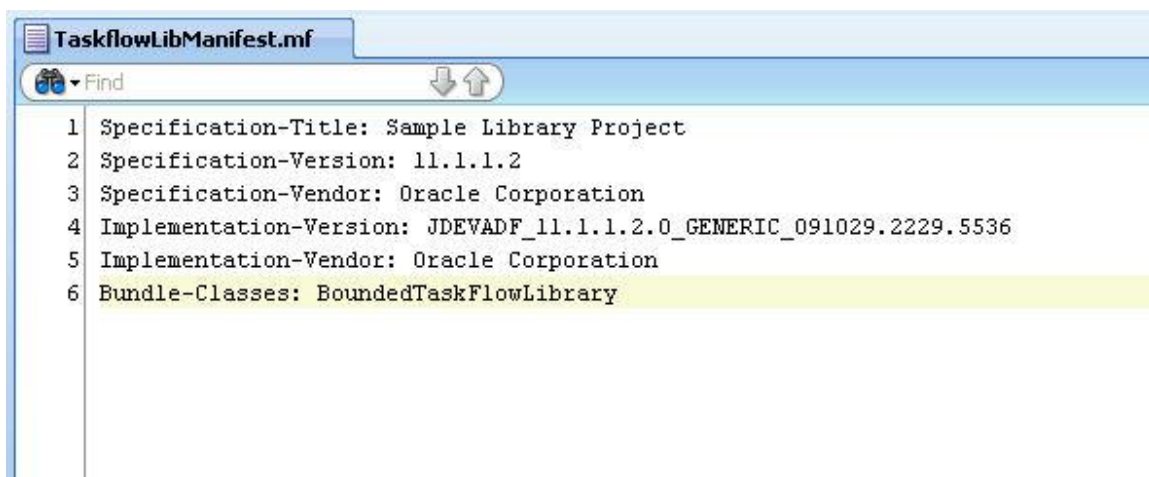 TaskflowLibManifest.mf
Find
1 Specification-Title: Sample Library Project
2 Specification-Version: 11.1.1.2
3 Specification-Vendor: Oracle Corporation
4 Implementation-Version: JDEVADF_11.1.1.2.0_GENERIC_091029.2229.5536
5 Implementation-Vendor: Oracle Corporation
6 Bundle-Classes: BoundedTaskFlowLibrary